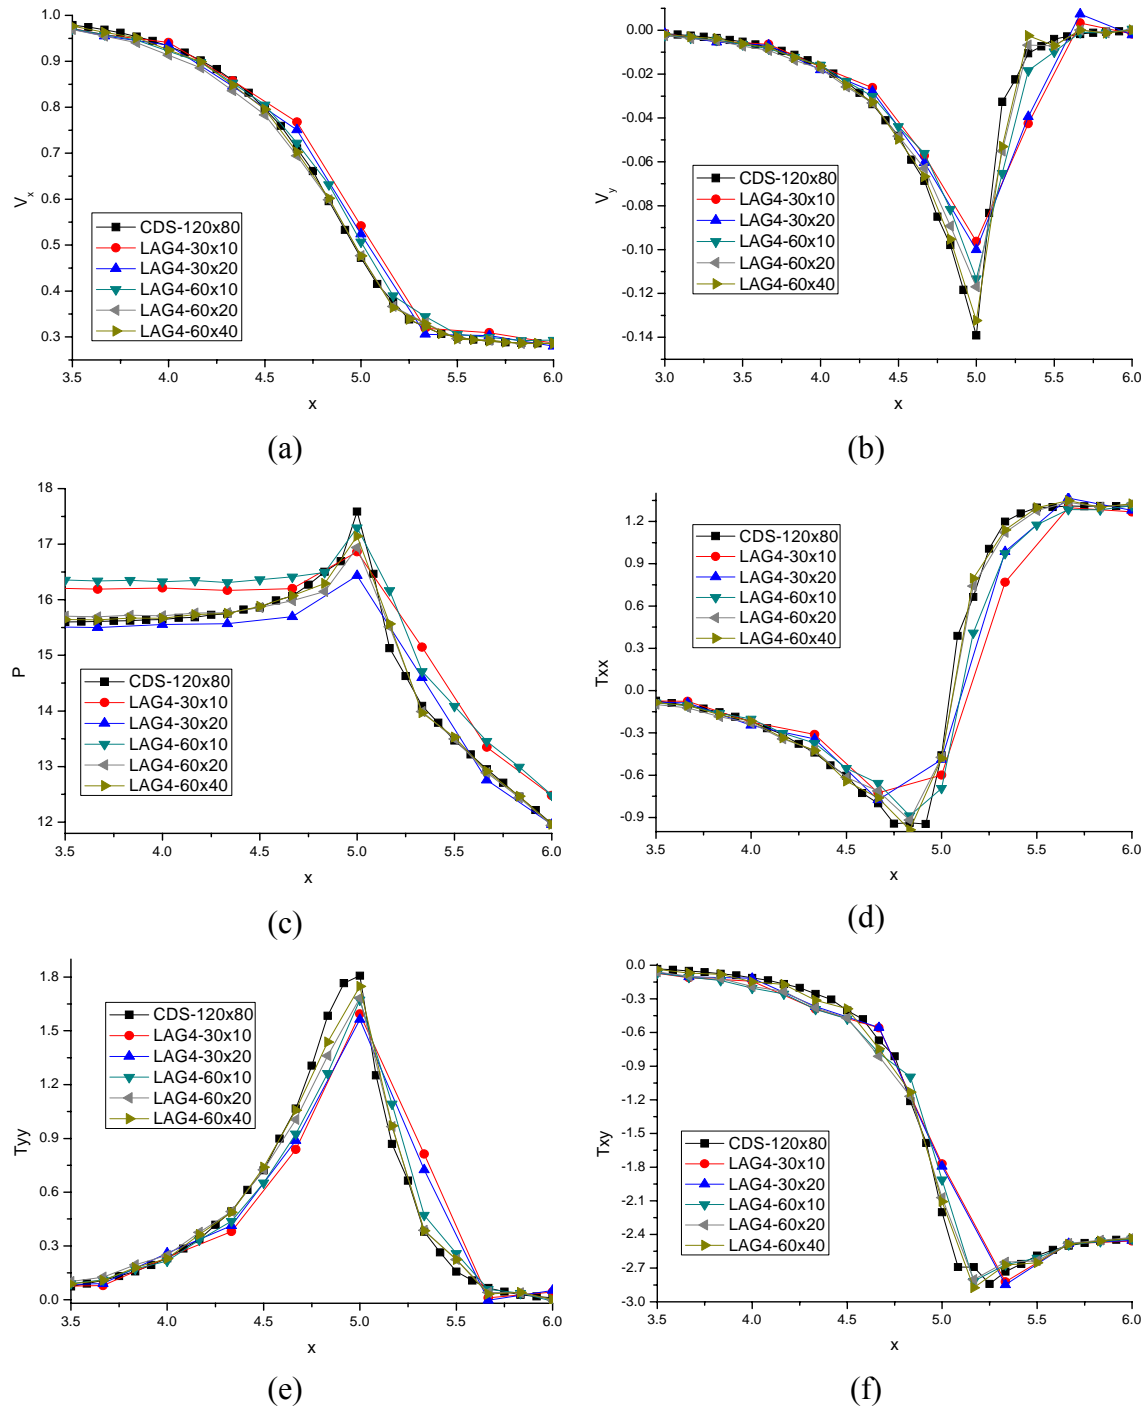 1.0
0.9
0.8
0.7
0.6
0.5
0.4
0.3
V_x
CDS-120x80
LAG4-30x10
LAG4-30x20
LAG4-60x10
LAG4-60x20
LAG4-60x40
3.5 4.0 4.5 5.0 5.5 6.0
x
(a)
0.00
-0.02
-0.04
-0.06
-0.08
-0.10
-0.12
-0.14
V_y
CDS-120x80
LAG4-30x10
LAG4-30x20
LAG4-60x10
LAG4-60x20
LAG4-60x40
3.0 3.5 4.0 4.5 5.0 5.5 6.0
x
(b)
18
17
16
15
14
13
12
P
CDS-120x80
LAG4-30x10
LAG4-30x20
LAG4-60x10
LAG4-60x20
LAG4-60x40
3.5 4.0 4.5 5.0 5.5 6.0
x
(c)
1.2
0.9
0.6
0.3
0.0
-0.3
-0.6
-0.9
Txx
CDS-120x80
LAG4-30x10
LAG4-30x20
LAG4-60x10
LAG4-60x20
LAG4-60x40
3.5 4.0 4.5 5.0 5.5 6.0
x
(d)
1.8
1.5
1.2
0.9
0.6
0.3
0.0
Tyy
CDS-120x80
LAG4-30x10
LAG4-30x20
LAG4-60x10
LAG4-60x20
LAG4-60x40
3.5 4.0 4.5 5.0 5.5 6.0
x
(e)
0.0
-0.3
-0.6
-0.9
-1.2
-1.5
-1.8
-2.1
-2.4
-2.7
-3.0
Txy
CDS-120x80
LAG4-30x10
LAG4-30x20
LAG4-60x10
LAG4-60x20
LAG4-60x40
3.5 4.0 4.5 5.0 5.5 6.0
x
(f)